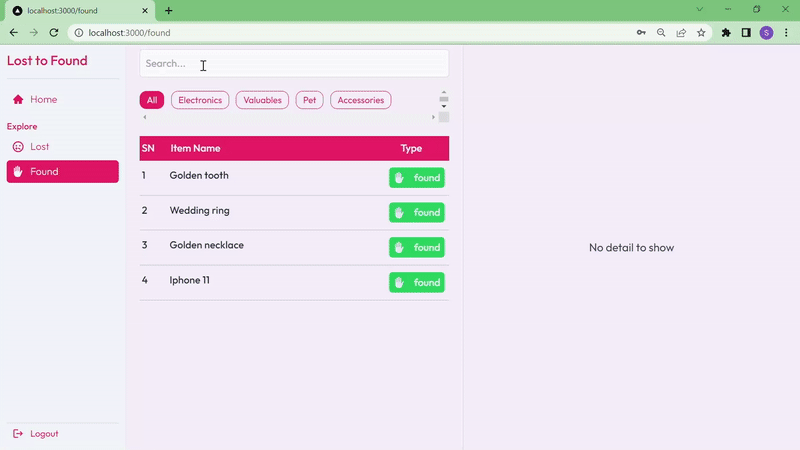 localhost:3000/found
localhost:3000/found
S
Lost to Found
Home
Explore
Lost
Found
Logout
Search...
All Electronics Valuables Pet Accessories
SN Item Name Type
1 Golden tooth found
2 Wedding ring found
3 Golden necklace found
4 Iphone 11 found
No detail to show